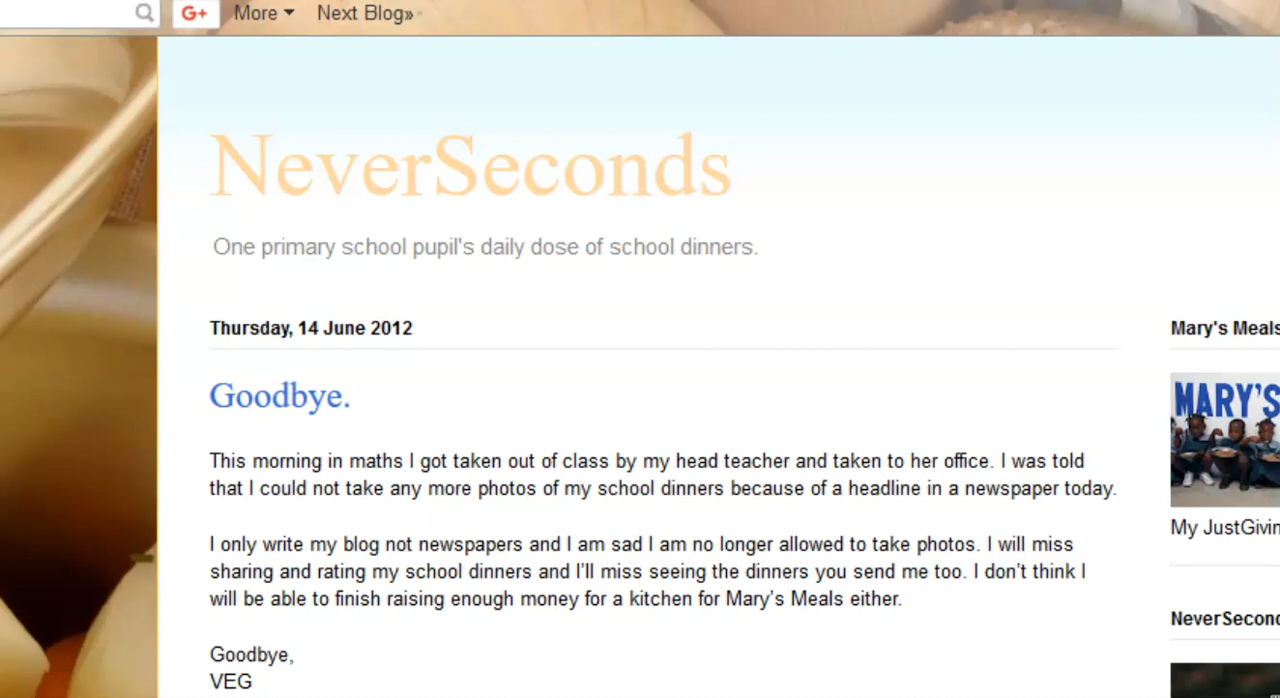 G+ More Next Blog»
NeverSeconds
One primary school pupil's daily dose of school dinners.
Thursday, 14 June 2012
Goodbye.
This morning in maths I got taken out of class by my head teacher and taken to her office. I was told
that I could not take any more photos of my school dinners because of a headline in a newspaper today.
I only write my blog not newspapers and I am sad I am no longer allowed to take photos. I will miss
sharing and rating my school dinners and I’ll miss seeing the dinners you send me too. I don’t think I
will be able to finish raising enough money for a kitchen for Mary’s Meals either.
Goodbye,
VEG
Mary's Meals
MARY'S
My JustGivin
NeverSecond